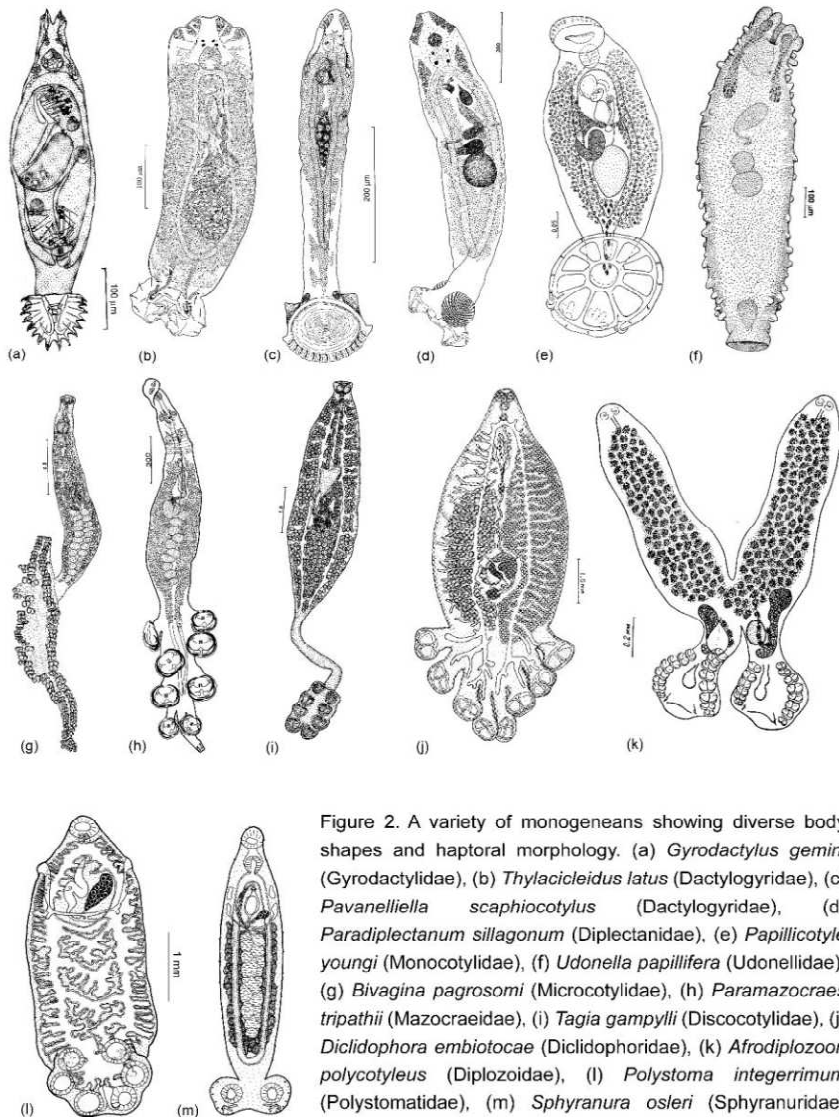 100 µm
(a)
100 µm
(b)
200 µm
(c)
(d)
0.05
(e)
100 µm
(f)
(g)
(h)
(i)
1.0 mm
(j)
0.2 mm
(k)
(l)
1 mm
(m)
Figure 2. A variety of monogeneans showing diverse body
shapes and haptoral morphology. (a) Gyrodactylus gemin
(Gyrodactylidae), (b) Thylacicleidus latus (Dactylogyridae), (c
Pavanelliella scaphiocotylus (Dactylogyridae), (d
Paradiplectanum sillagonum (Diplectanidae), (e) Papillicotyle
youngi (Monocotylidae), (f) Udonella papillifera (Udonellidae)
(g) Bivagina pagrosomi (Microcotylidae), (h) Paramazocraes
tripathii (Mazocraeidae), (i) Tagia gampylli (Discocotylidae), (j
Diclidophora embiotocae (Diclidophoridae), (k) Afrodiplozoon
polycotyleus (Diplozoidae), (l) Polystoma integerrimum
(Polystomatidae), (m) Sphyranura osleri (Sphyranuridae)